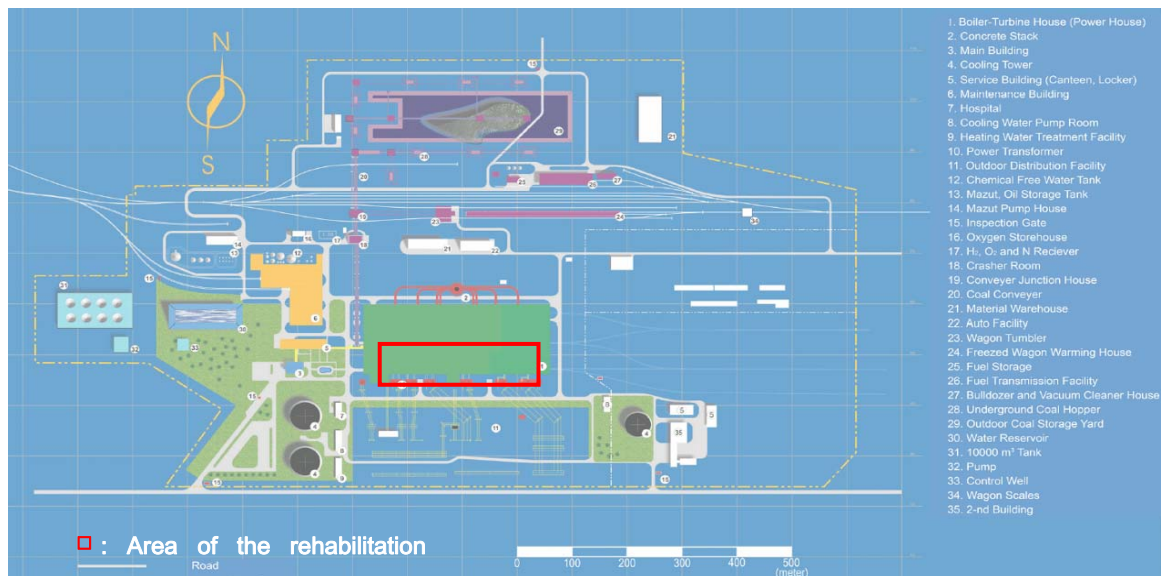 N
S
1. Boiler-Turbine House (Power House)
2. Concrete Stack
3. Main Building
4. Cooling Tower
5. Service Building (Canteen, Locker)
6. Maintenance Building
7. Hospital
8. Cooling Water Pump Room
9. Heating Water Treatment Facility
10. Power Transformer
11. Outdoor Distribution Facility
12. Chemical Free Water Tank
13. Mazut, Oil Storage Tank
14. Mazut Pump House
15. Inspection Gate
16. Oxygen Storehouse
17. H₂, O₂ and N Reciever
18. Crasher Room
19. Conveyer Junction House
20. Coal Conveyer
21. Material Warehouse
22. Auto Facility
23. Wagon Tumbler
24. Freezed Wagon Warming House
25. Fuel Storage
26. Fuel Transmission Facility
27. Bulldozer and Vacuum Cleaner House
28. Underground Coal Hopper
29. Outdoor Coal Storage Yard
30. Water Reservoir
31. 10000 m³ Tank
32. Pump
33. Control Well
34. Wagon Scales
35. 2-nd Building
: Area of the rehabilitation
Road
0 100 200 300 400 500
(meter)